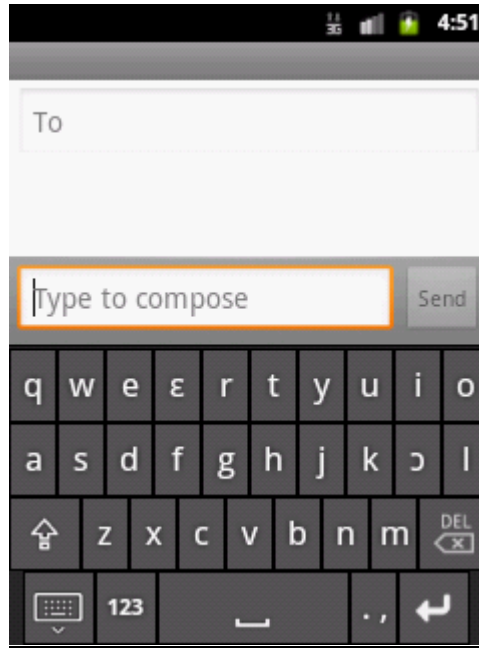 3G 4:51
To
Type to compose Send
q w e ɛ r t y u i o
a s d f g h j k ɔ l
z x c v b n m DEL
123 . ,